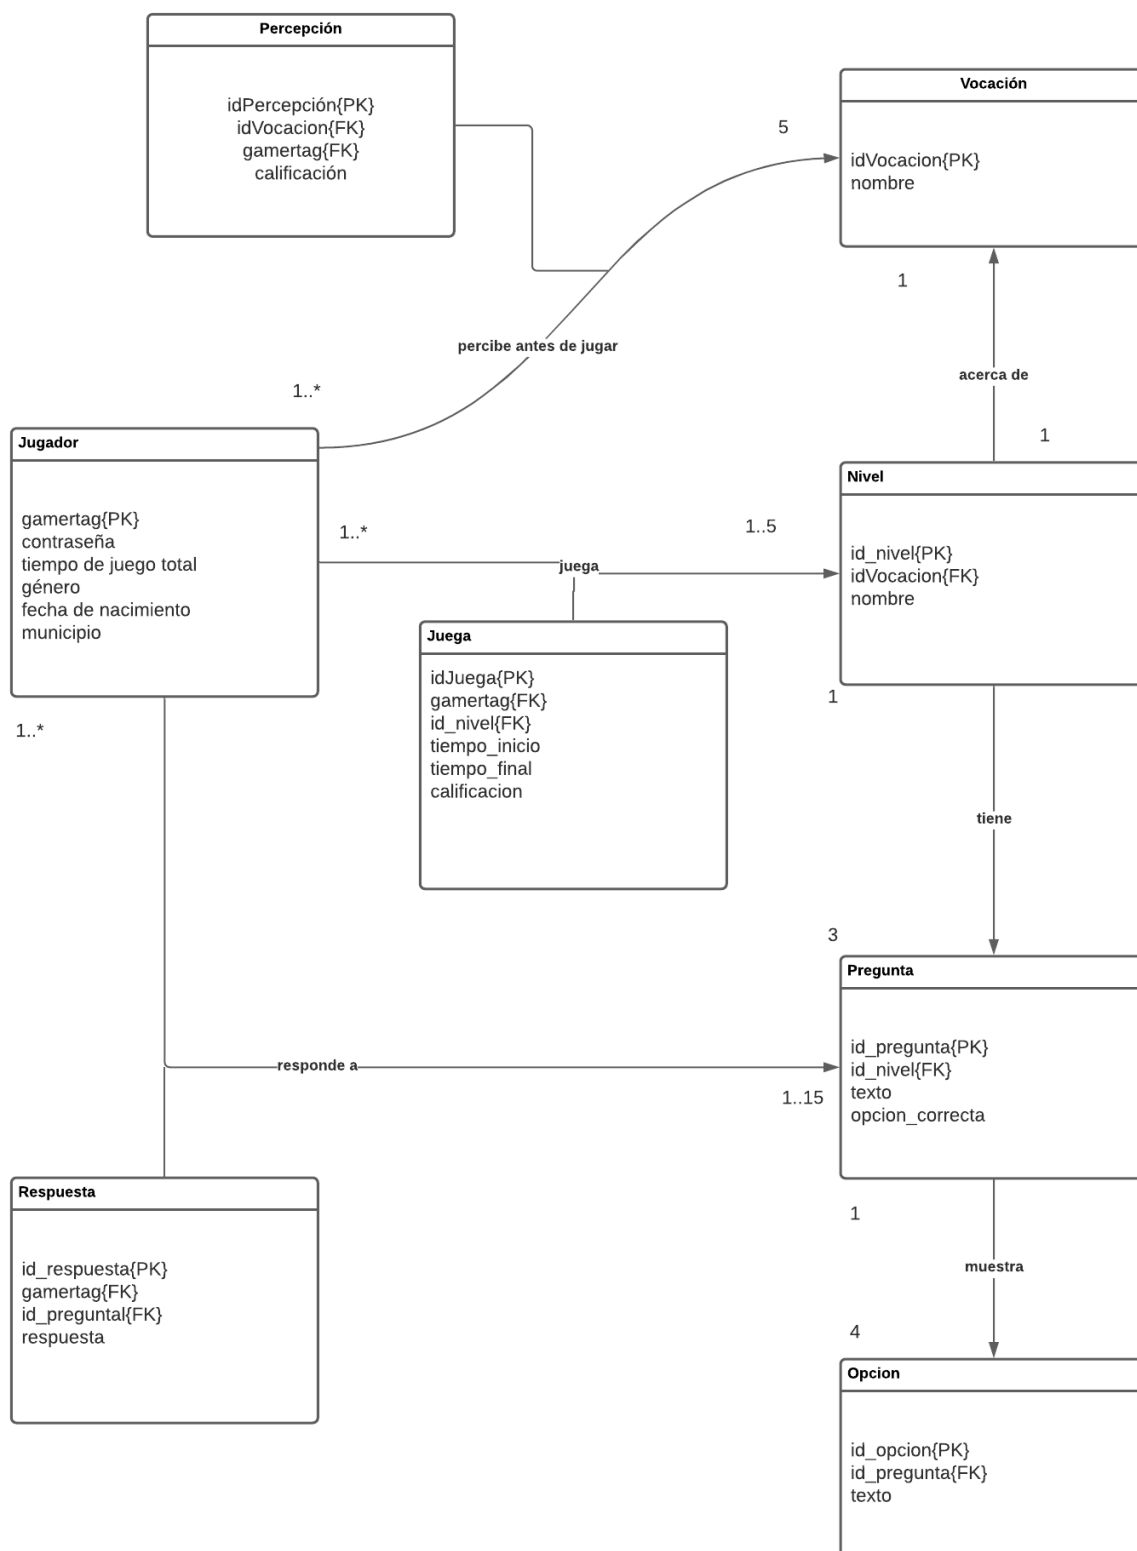 Percepción
idPercepción{PK}
idVocacion{FK}
gamertag{FK}
calificación
Vocación
idVocacion{PK}
nombre
5
1
percibe antes de jugar
acerca de
1..*
1
Jugador
gamertag{PK}
contraseña
tiempo de juego total
género
fecha de nacimiento
municipio
1..*
1..5
juega
Nivel
id_nivel{PK}
idVocacion{FK}
nombre
Juega
idJuega{PK}
gamertag{FK}
id_nivel{FK}
tiempo_inicio
tiempo_final
calificacion
1
1..*
tiene
3
Pregunta
id_pregunta{PK}
id_nivel{FK}
texto
opcion_correcta
responde a
1..15
Respuesta
id_respuesta{PK}
gamertag{FK}
id_preguntal{FK}
respuesta
1
muestra
4
Opcion
id_opcion{PK}
id_pregunta{FK}
texto